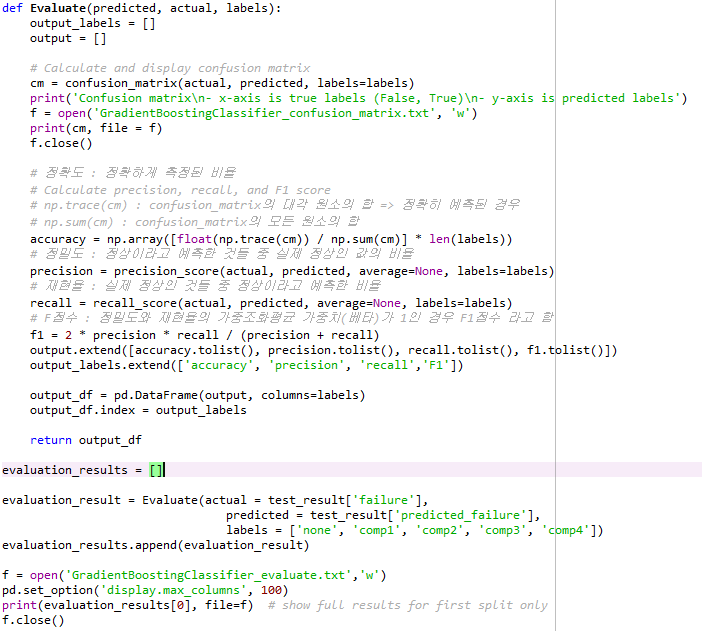 def Evaluate(predicted, actual, labels):
    output_labels = []
    output = []

    # Calculate and display confusion matrix
    cm = confusion_matrix(actual, predicted, labels=labels)
    print('Confusion matrix\n- x-axis is true labels (False, True)\n- y-axis is predicted labels')
    f = open('GradientBoostingClassifier_confusion_matrix.txt', 'w')
    print(cm, file = f)
    f.close()

    # 정확도 : 정확하게 측정된 비율
    # Calculate precision, recall, and F1 score
    # np.trace(cm) : confusion_matrix의 대각 원소의 합 => 정확히 예측된 경우
    # np.sum(cm) : confusion_matrix의 모든 원소의 합
    accuracy = np.array([float(np.trace(cm)) / np.sum(cm)] * len(labels))
    # 정밀도 : 정상이라고 예측한 것들 중 실제 정상인 값의 비율
    precision = precision_score(actual, predicted, average=None, labels=labels)
    # 재현율 : 실제 정상인 것들 중 정상이라고 예측한 비율
    recall = recall_score(actual, predicted, average=None, labels=labels)
    # F점수 : 정밀도와 재현율의 가중조화평균 가중치(베타)가 1인 경우 F1점수 라고 함
    f1 = 2 * precision * recall / (precision + recall)
    output.extend([accuracy.tolist(), precision.tolist(), recall.tolist(), f1.tolist()])
    output_labels.extend(['accuracy', 'precision', 'recall','F1'])

    output_df = pd.DataFrame(output, columns=labels)
    output_df.index = output_labels

    return output_df

evaluation_results = []

evaluation_result = Evaluate(actual = test_result['failure'],
                                predicted = test_result['predicted_failure'],
                                labels = ['none', 'comp1', 'comp2', 'comp3', 'comp4'])
evaluation_results.append(evaluation_result)

f = open('GradientBoostingClassifier_evaluate.txt','w')
pd.set_option('display.max_columns', 100)
print(evaluation_results[0], file=f)  # show full results for first split only
f.close()